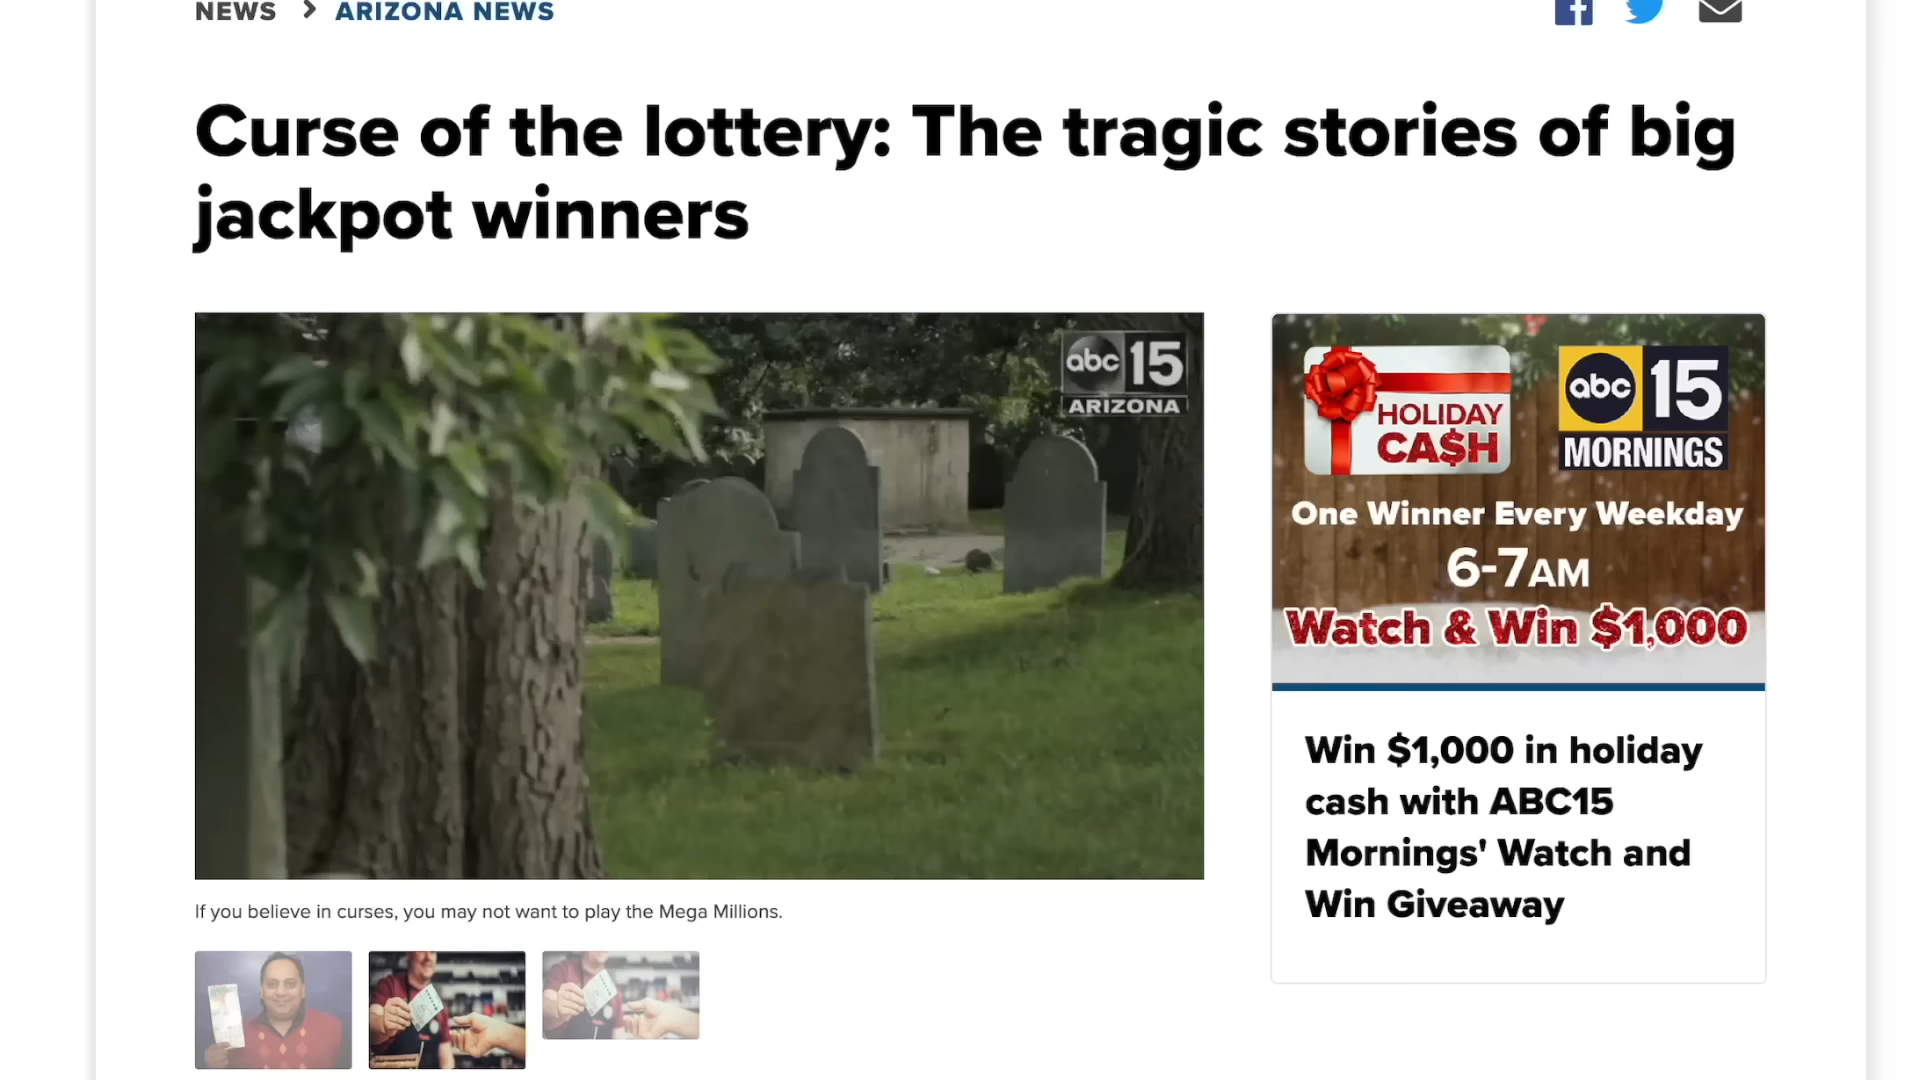 NEWS > ARIZONA NEWS
Curse of the lottery: The tragic stories of big
jackpot winners
abc 15
ARIZONA
If you believe in curses, you may not want to play the Mega Millions.
HOLIDAY
CA$H
abc 15
MORNINGS
One Winner Every Weekday
6-7AM
Watch & Win $1,000
Win $1,000 in holiday
cash with ABC15
Mornings' Watch and
Win Giveaway